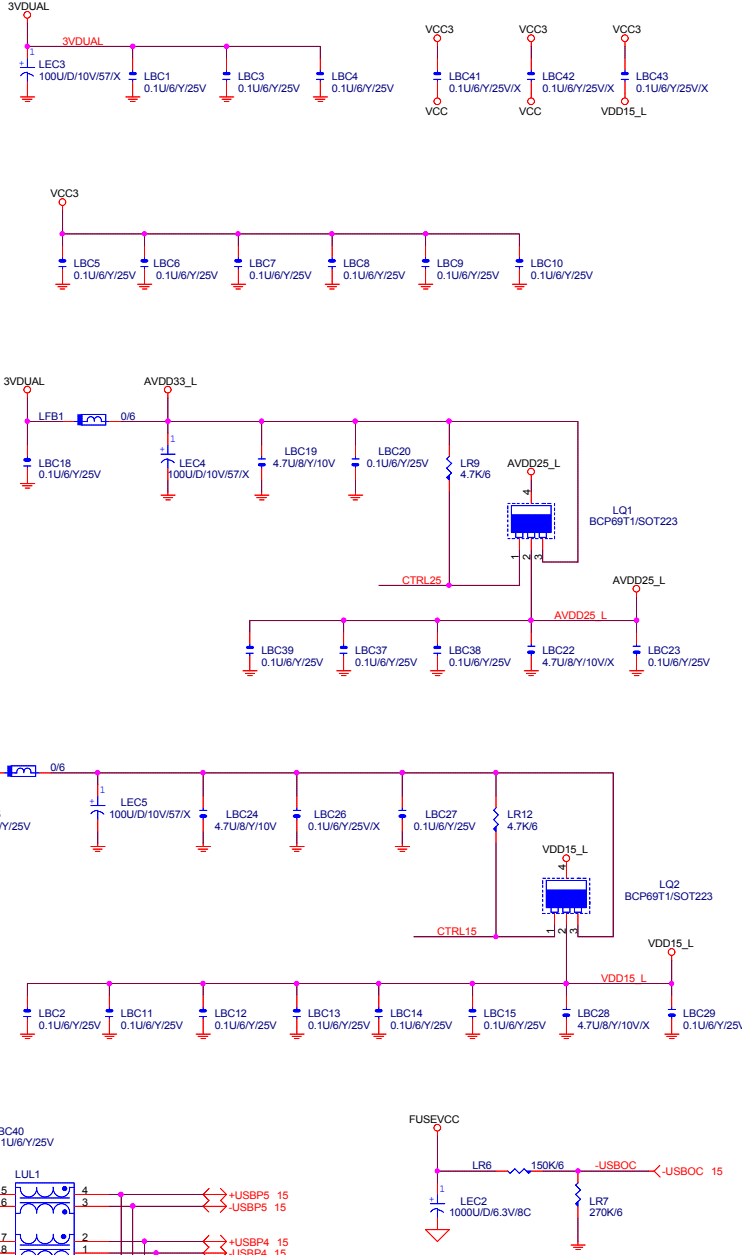 3VDUAL
3VDUAL
1
+
LEC3
100U/D/10V/57/X
LBC1
0.1U/6/Y/25V
LBC3
0.1U/6/Y/25V
LBC4
0.1U/6/Y/25V
VCC3
VCC3
VCC3
LBC41
0.1U/6/Y/25V/X
LBC42
0.1U/6/Y/25V/X
LBC43
0.1U/6/Y/25V/X
VCC
VCC
VDD15_L
VCC3
LBC5
0.1U/6/Y/25V
LBC6
0.1U/6/Y/25V
LBC7
0.1U/6/Y/25V
LBC8
0.1U/6/Y/25V
LBC9
0.1U/6/Y/25V
LBC10
0.1U/6/Y/25V
3VDUAL
AVDD33_L
LFB1
0/6
LBC18
0.1U/6/Y/25V
1
+
LEC4
100U/D/10V/57/X
LBC19
4.7U/8/Y/10V
LBC20
0.1U/6/Y/25V
LR9
4.7K/6
AVDD25_L
4
LQ1
BCP69T1/SOT223
1
2
3
CTRL25
AVDD25_L
AVDD25_L
LBC39
0.1U/6/Y/25V
LBC37
0.1U/6/Y/25V
LBC38
0.1U/6/Y/25V
LBC22
4.7U/8/Y/10V/X
LBC23
0.1U/6/Y/25V
0/6
Y/25V
1
+
LEC5
100U/D/10V/57/X
LBC24
4.7U/8/Y/10V
LBC26
0.1U/6/Y/25V/X
LBC27
0.1U/6/Y/25V
LR12
4.7K/6
VDD15_L
4
LQ2
BCP69T1/SOT223
1
2
3
CTRL15
VDD15_L
VDD15_L
LBC2
0.1U/6/Y/25V
LBC11
0.1U/6/Y/25V
LBC12
0.1U/6/Y/25V
LBC13
0.1U/6/Y/25V
LBC14
0.1U/6/Y/25V
LBC15
0.1U/6/Y/25V
LBC28
4.7U/8/Y/10V/X
LBC29
0.1U/6/Y/25V
BC40
1U/6/Y/25V
LUL1
5
4
+USBP5 15
6
3
-USBP5 15
7
2
+USBP4 15
8
1
-USBP4 15
FUSEVCC
LR6
150K/6
-USBOC
-USBOC 15
1
+
LEC2
1000U/D/6.3V/8C
LR7
270K/6